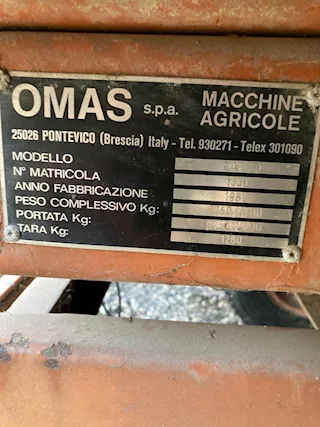 OMAS s.p.a. MACCHINE AGRICOLE
25026 PONTEVICO (Brescia) Italy - Tel. 930271 - Telex 301090
MODELLO
N° MATRICOLA
ANNO FABBRICAZIONE
PESO COMPLESSIVO Kg:
PORTATA Kg:
TARA Kg: 1260